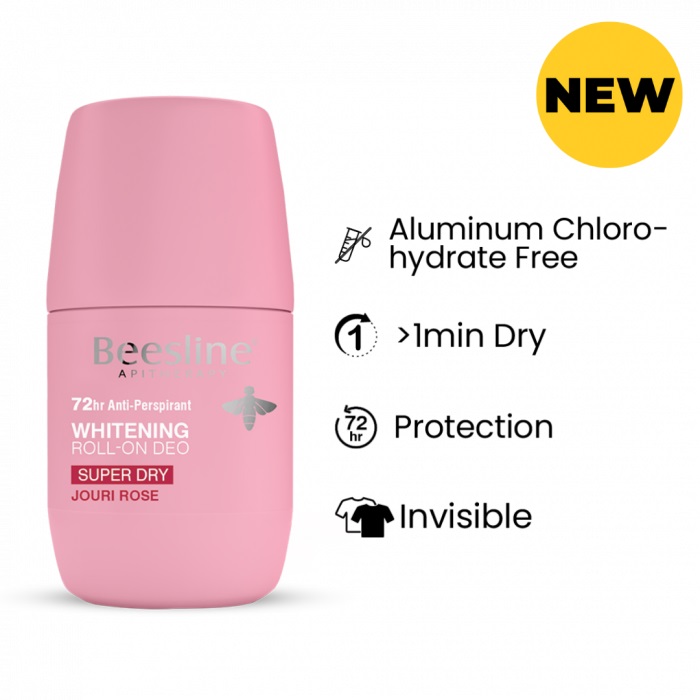 NEW
Beesline®
APITHERAPY
72hr Anti-Perspirant
WHITENING
ROLL-ON DEO
SUPER DRY
JOURI ROSE
Aluminum Chloro-
hydrate Free
1
>1min Dry
72
hr
Protection
Invisible